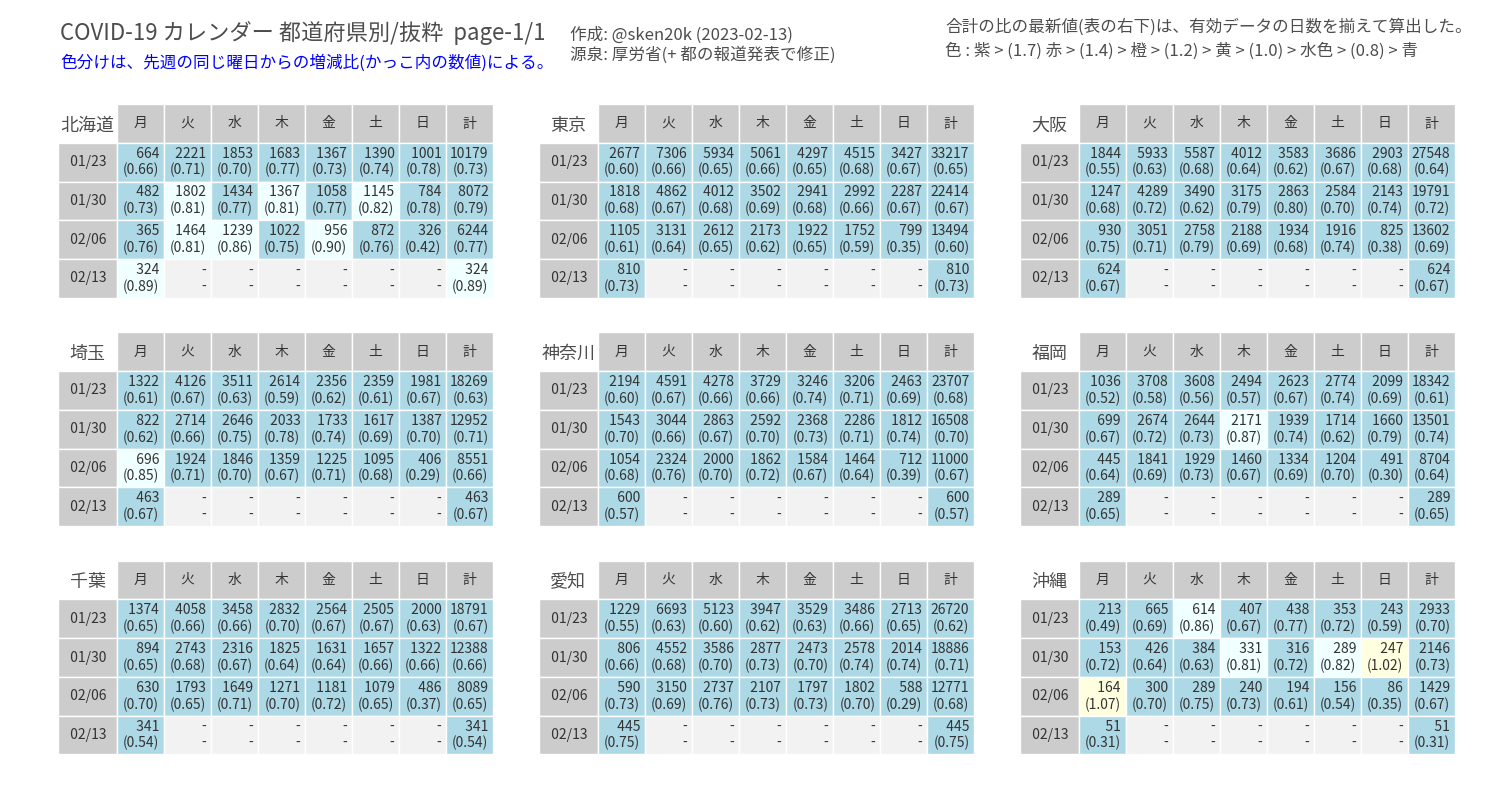 COVID-19 カレンダー 都道府県別/抜粋 page-1/1
作成: @sken20k (2023-02-13)
源泉: 厚労省(+ 都の報道発表で修正)
合計の比の最新値(表の右下)は、有効データの日数を揃えて算出した。
色分けは、先週の同じ曜日からの増減比(かっこ内の数値)による。
色 : 紫 > (1.7) 赤 > (1.4) > 橙 > (1.2) > 黄 > (1.0) > 水色 > (0.8) > 青
北海道 月 火 水 木 金 土 日 計
01/23 664 2221 1853 1683 1367 1390 1001 10179
(0.66) (0.71) (0.70) (0.77) (0.73) (0.74) (0.78) (0.73)
01/30 482 1802 1434 1367 1058 1145 784 8072
(0.73) (0.81) (0.77) (0.81) (0.77) (0.82) (0.78) (0.79)
02/06 365 1464 1239 1022 956 872 326 6244
(0.76) (0.81) (0.86) (0.75) (0.90) (0.76) (0.42) (0.77)
02/13 324 - - - - - - 324
(0.89) - - - - - - (0.89)
東京 月 火 水 木 金 土 日 計
01/23 2677 7306 5934 5061 4297 4515 3427 33217
(0.60) (0.66) (0.65) (0.66) (0.65) (0.68) (0.67) (0.65)
01/30 1818 4862 4012 3502 2941 2992 2287 22414
(0.68) (0.67) (0.68) (0.69) (0.68) (0.66) (0.67) (0.67)
02/06 1105 3131 2612 2173 1922 1752 799 13494
(0.61) (0.64) (0.65) (0.62) (0.65) (0.59) (0.35) (0.60)
02/13 810 - - - - - - 810
(0.73) - - - - - - (0.73)
大阪 月 火 水 木 金 土 日 計
01/23 1844 5933 5587 4012 3583 3686 2903 27548
(0.55) (0.63) (0.68) (0.64) (0.62) (0.67) (0.68) (0.64)
01/30 1247 4289 3490 3175 2863 2584 2143 19791
(0.68) (0.72) (0.62) (0.79) (0.80) (0.70) (0.74) (0.72)
02/06 930 3051 2758 2188 1934 1916 825 13602
(0.75) (0.71) (0.79) (0.69) (0.68) (0.74) (0.38) (0.69)
02/13 624 - - - - - - 624
(0.67) - - - - - - (0.67)
埼玉 月 火 水 木 金 土 日 計
01/23 1322 4126 3511 2614 2356 2359 1981 18269
(0.61) (0.67) (0.63) (0.59) (0.62) (0.61) (0.67) (0.63)
01/30 822 2714 2646 2033 1733 1617 1387 12952
(0.62) (0.66) (0.75) (0.78) (0.74) (0.69) (0.70) (0.71)
02/06 696 1924 1846 1359 1225 1095 406 8551
(0.85) (0.71) (0.70) (0.67) (0.71) (0.68) (0.29) (0.66)
02/13 463 - - - - - - 463
(0.67) - - - - - - (0.67)
神奈川 月 火 水 木 金 土 日 計
01/23 2194 4591 4278 3729 3246 3206 2463 23707
(0.60) (0.67) (0.66) (0.66) (0.74) (0.71) (0.69) (0.68)
01/30 1543 3044 2863 2592 2368 2286 1812 16508
(0.70) (0.66) (0.67) (0.70) (0.73) (0.71) (0.74) (0.70)
02/06 1054 2324 2000 1862 1584 1464 712 11000
(0.68) (0.76) (0.70) (0.72) (0.67) (0.64) (0.39) (0.67)
02/13 600 - - - - - - 600
(0.57) - - - - - - (0.57)
福岡 月 火 水 木 金 土 日 計
01/23 1036 3708 3608 2494 2623 2774 2099 18342
(0.52) (0.58) (0.56) (0.57) (0.67) (0.74) (0.69) (0.61)
01/30 699 2674 2644 2171 1939 1714 1660 13501
(0.67) (0.72) (0.73) (0.87) (0.74) (0.62) (0.79) (0.74)
02/06 445 1841 1929 1460 1334 1204 491 8704
(0.64) (0.69) (0.73) (0.67) (0.69) (0.70) (0.30) (0.64)
02/13 289 - - - - - - 289
(0.65) - - - - - - (0.65)
千葉 月 火 水 木 金 土 日 計
01/23 1374 4058 3458 2832 2564 2505 2000 18791
(0.65) (0.66) (0.66) (0.70) (0.67) (0.67) (0.63) (0.67)
01/30 894 2743 2316 1825 1631 1657 1322 12388
(0.65) (0.68) (0.67) (0.64) (0.64) (0.66) (0.66) (0.66)
02/06 630 1793 1649 1271 1181 1079 486 8089
(0.70) (0.65) (0.71) (0.70) (0.72) (0.65) (0.37) (0.65)
02/13 341 - - - - - - 341
(0.54) - - - - - - (0.54)
愛知 月 火 水 木 金 土 日 計
01/23 1229 6693 5123 3947 3529 3486 2713 26720
(0.55) (0.63) (0.60) (0.62) (0.63) (0.66) (0.65) (0.62)
01/30 806 4552 3586 2877 2473 2578 2014 18886
(0.66) (0.68) (0.70) (0.73) (0.70) (0.74) (0.74) (0.71)
02/06 590 3150 2737 2107 1797 1802 588 12771
(0.73) (0.69) (0.76) (0.73) (0.73) (0.70) (0.29) (0.68)
02/13 445 - - - - - - 445
(0.75) - - - - - - (0.75)
沖縄 月 火 水 木 金 土 日 計
01/23 213 665 614 407 438 353 243 2933
(0.49) (0.69) (0.86) (0.67) (0.77) (0.72) (0.59) (0.70)
01/30 153 426 384 331 316 289 247 2146
(0.72) (0.64) (0.63) (0.81) (0.72) (0.82) (1.02) (0.73)
02/06 164 300 289 240 194 156 86 1429
(1.07) (0.70) (0.75) (0.73) (0.61) (0.54) (0.35) (0.67)
02/13 51 - - - - - - 51
(0.31) - - - - - - (0.31)